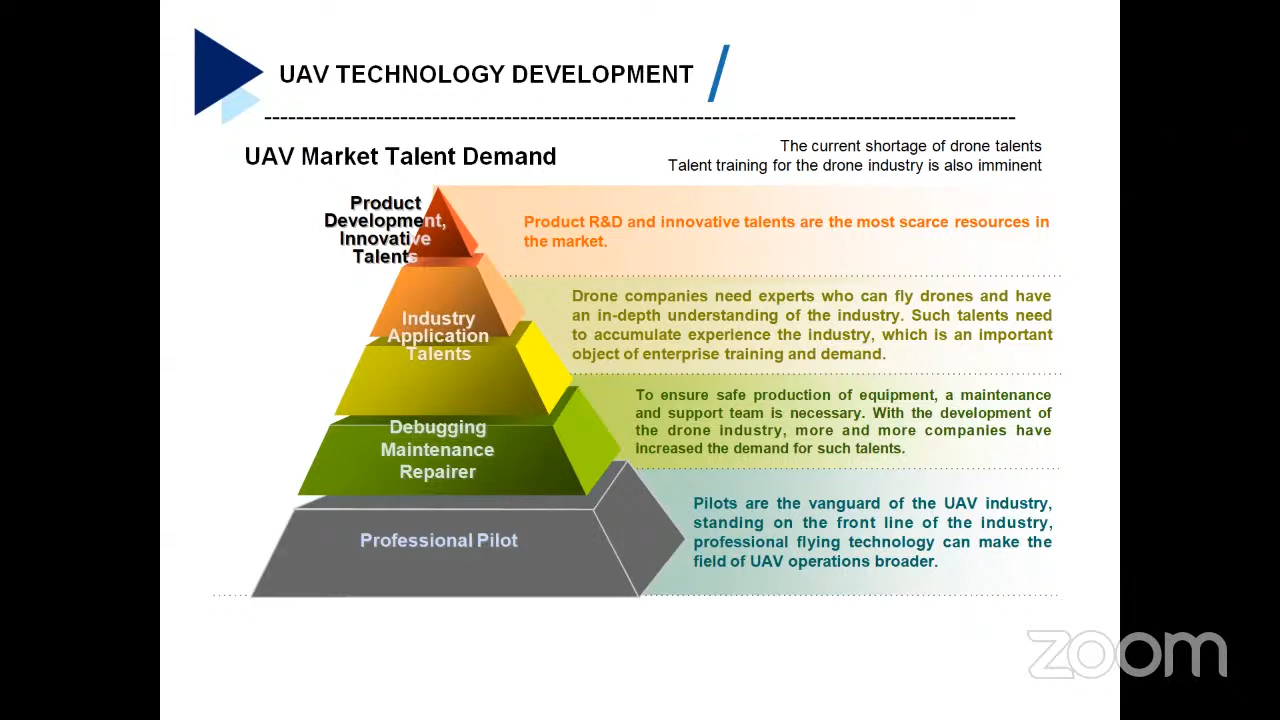 UAV TECHNOLOGY DEVELOPMENT
UAV Market Talent Demand
The current shortage of drone talents
Talent training for the drone industry is also imminent
Product
Development,
Innovative
Talents
Product R&D and innovative talents are the most scarce resources in
the market.
Industry
Application
Talents
Drone companies need experts who can fly drones and have
an in-depth understanding of the industry. Such talents need
to accumulate experience the industry, which is an important
object of enterprise training and demand.
Debugging
Maintenance
Repairer
To ensure safe production of equipment, a maintenance
and support team is necessary. With the development of
the drone industry, more and more companies have
increased the demand for such talents.
Professional Pilot
Pilots are the vanguard of the UAV industry,
standing on the front line of the industry,
professional flying technology can make the
field of UAV operations broader.
zoom